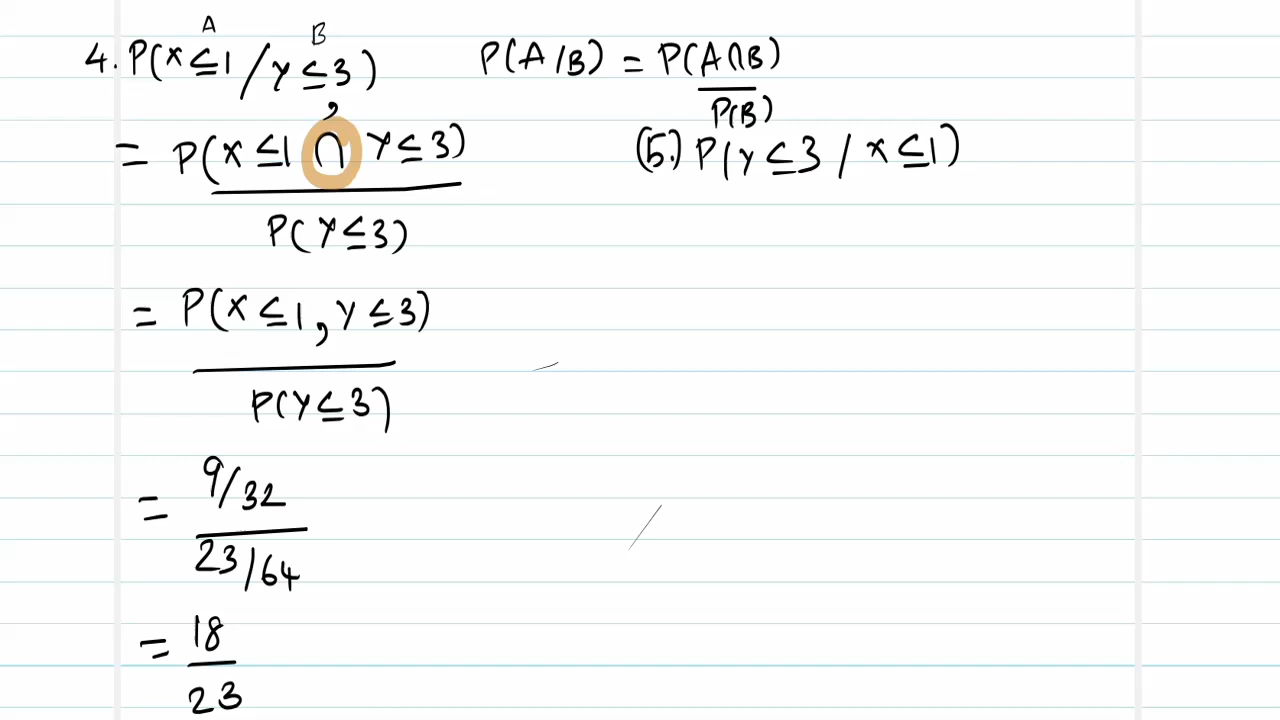 A B
4. P(X ≤ 1 / Y ≤ 3) P(A/B) = P(A∩B)
P(B)
= P(X ≤ 1 ∩ , Y ≤ 3) (5.) P(Y ≤ 3 / X ≤ 1)
P(Y ≤ 3)
= P(X ≤ 1, Y ≤ 3)
P(Y ≤ 3)
= 9/32
23/64
= 18
23